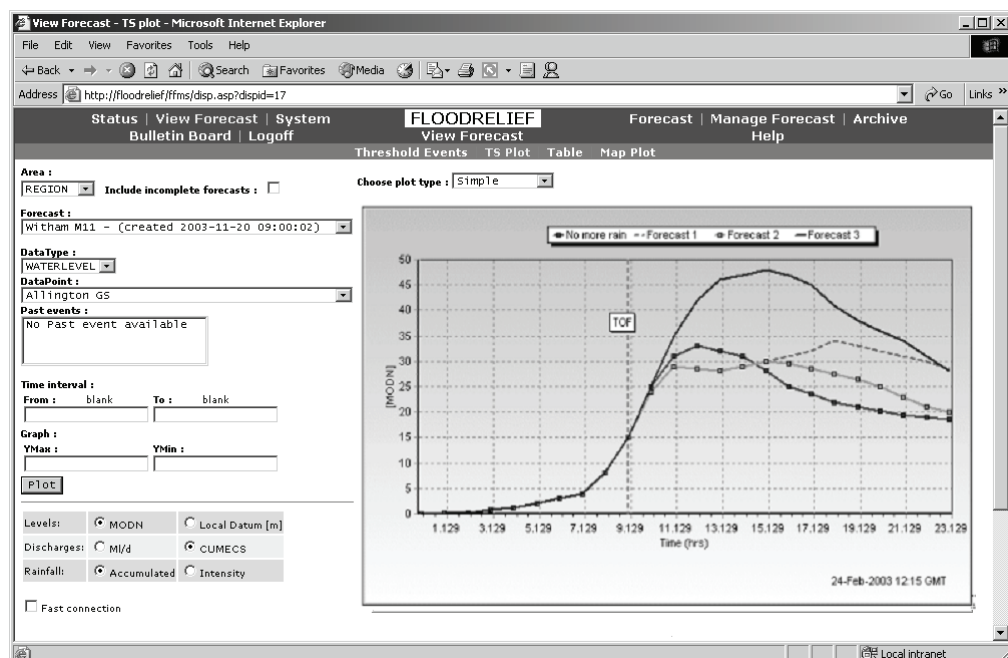 View Forecast - TS plot - Microsoft Internet Explorer
File Edit View Favorites Tools Help
Back Search Favorites Media
Address http://floodrelief/ffms/disp.asp?dispid=17 Go Links »
Status | View Forecast | System FLOODRELIEF Forecast | Manage Forecast | Archive
Bulletin Board | Logoff View Forecast Help
Threshold Events TS Plot Table Map Plot
Area :
REGION Include incomplete forecasts :
Choose plot type : Simple
Forecast :
Witham M11 - (created 2003-11-20 09:00:02)
DataType :
WATERLEVEL
DataPoint :
Allington GS
Past events :
No Past event available
Time interval :
From : blank To : blank
Graph :
YMax : YMin :
Plot
Levels: MODN Local Datum [m]
Discharges: Ml/d CUMECS
Rainfall: Accumulated Intensity
Fast connection
No more rain Forecast 1 Forecast 2 Forecast 3
50
45
40
35
30
25
20
15
10
5
0
[MODN]
TOF
1.129 3.129 5.129 7.129 9.129 11.129 13.129 15.129 17.129 19.129 21.129 23.129
Time (hrs)
24-Feb-2003 12:15 GMT
Local intranet